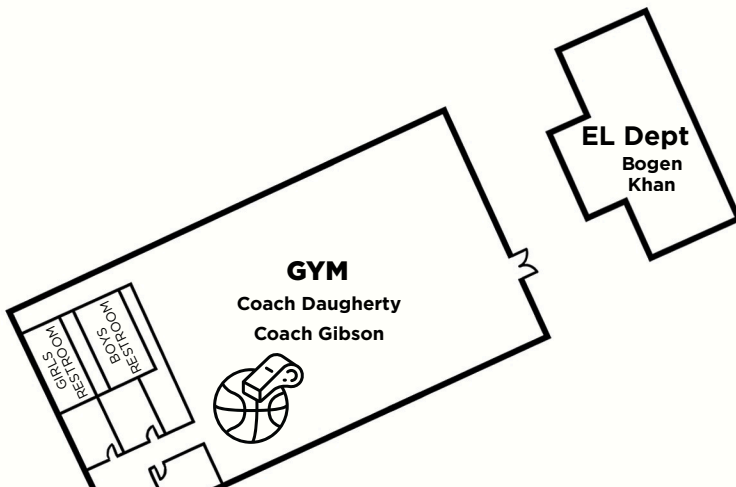 EL Dept
Bogen
Khan
GYM
Coach Daugherty
Coach Gibson
GIRLS
RESTROOM
BOYS
RESTROOM